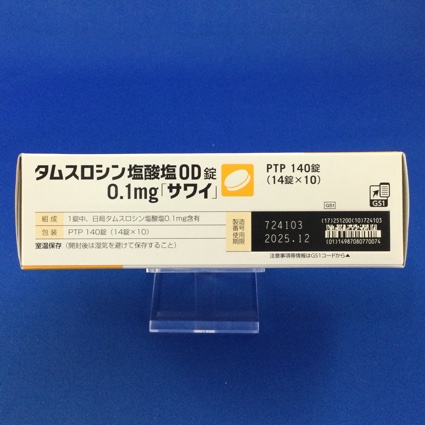 タムスロシン塩酸塩OD錠
0.1mg「サワイ」
PTP 140錠
(14錠×10)
GS1
組成 1錠中、日局タムスロシン塩酸塩0.1mg含有
包装 PTP 140錠(14錠×10)
室温保存(開封後は湿気を避けて保存すること)
GS1
製造番号 724103
使用期限 2025.12
(17)251200(10)724103
(01)14987080770074
注意事項等情報はGS1コードから▲